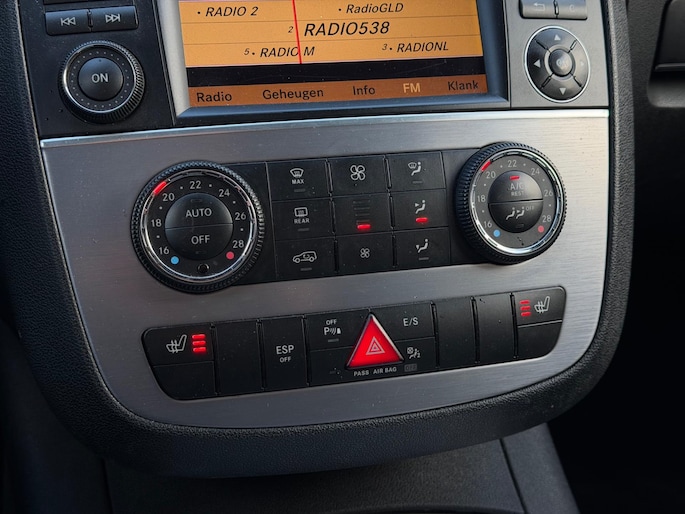 • RADIO 2
• RadioGLD
2 RADIO538
5 • RADIO M
3 • RADIONL
Radio Geheugen Info FM Klank
C
ON
MAX
REAR
AUTO
OFF
16 20 22 24 26 28
A/C
REST
OFF
16 20 22 24 26 28
ESP
OFF
OFF
P
E/S
PASS AIR BAG